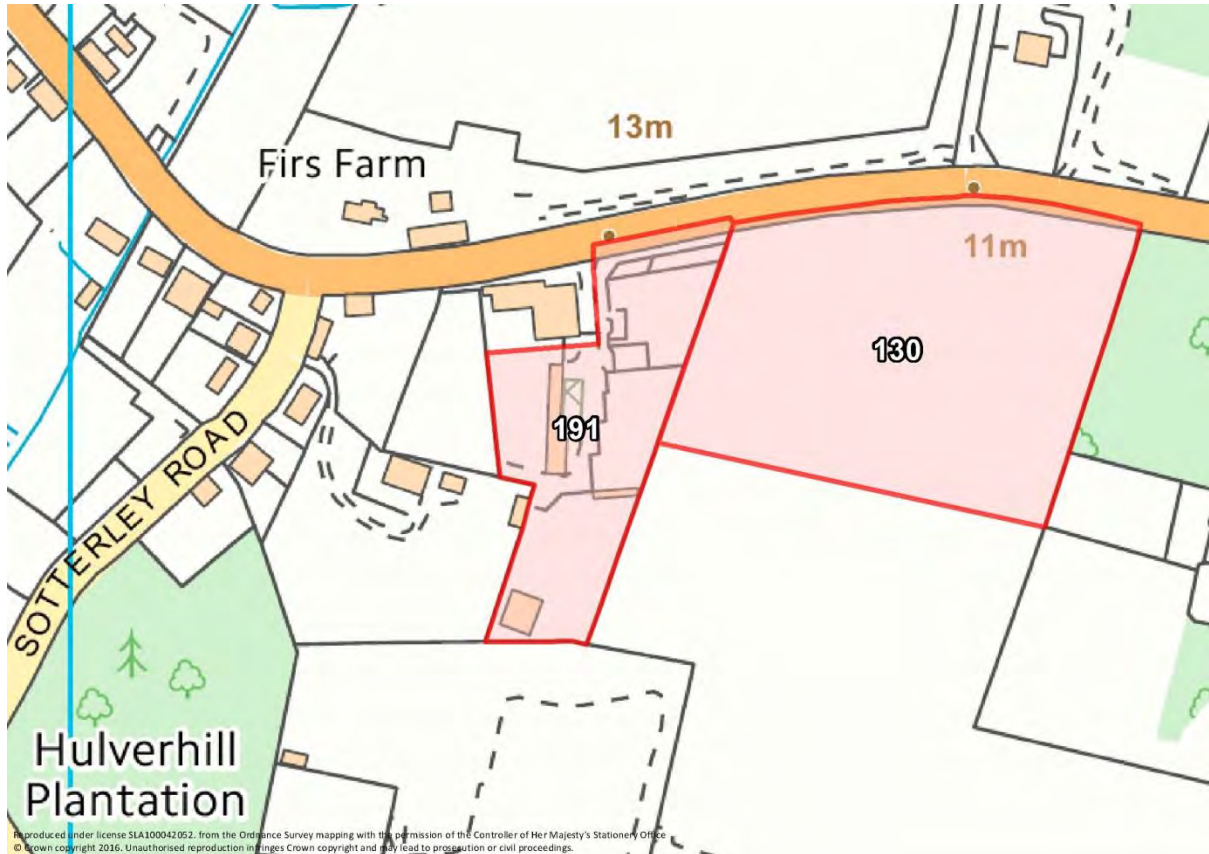 13m
Firs Farm
11m
130
191
SOTTERLEY ROAD
Hulverhill
Plantation
Reproduced under license SLA100042052. from the Ordnance Survey mapping with the permission of the Controller of Her Majesty's Stationery Office
© Crown copyright 2016. Unauthorised reproduction infringes Crown copyright and may lead to prosecution or civil proceedings.